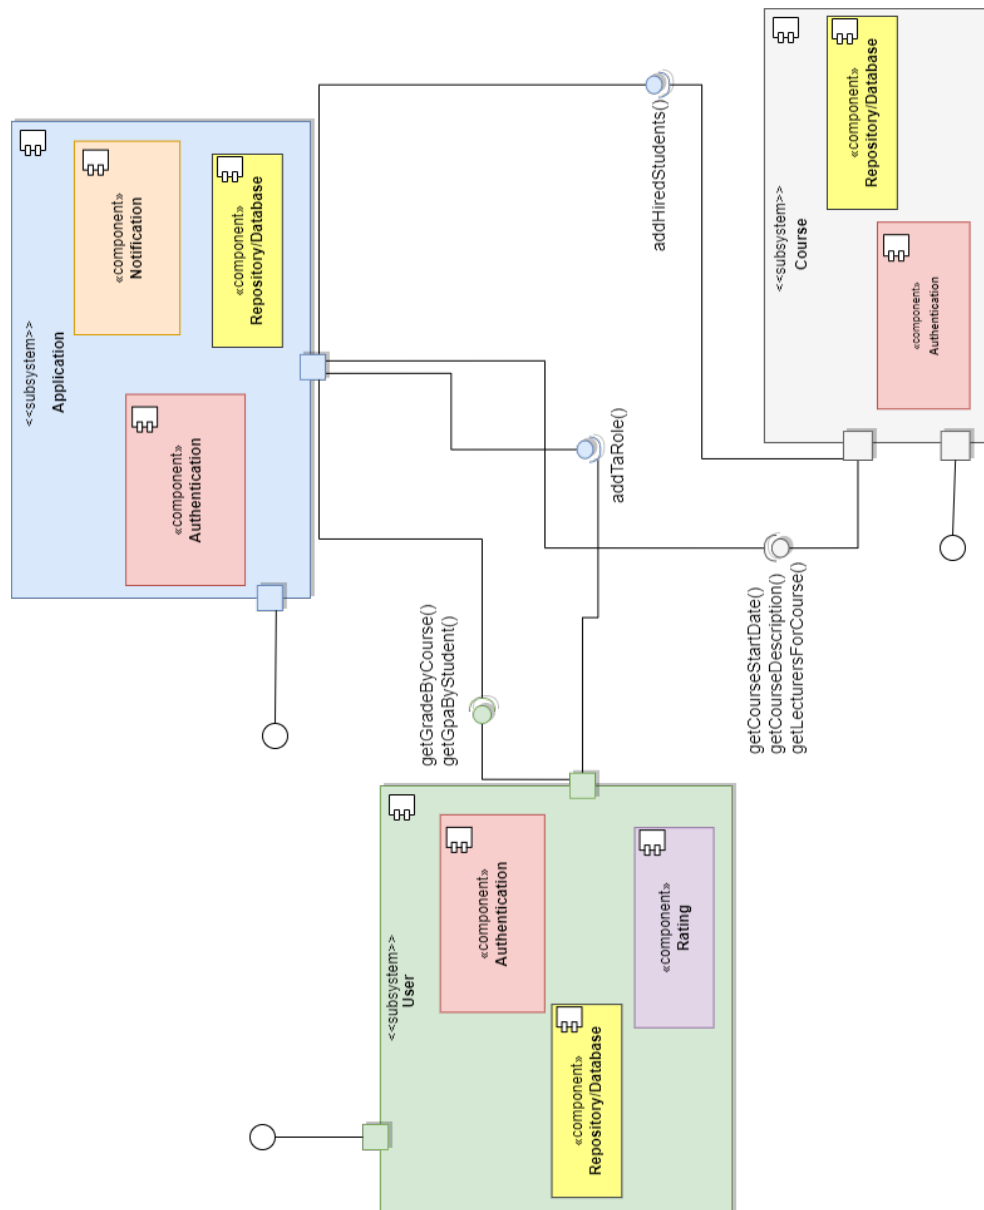 <<subsystem>>
Application
«component»
Notification
«component»
Repository/Database
«component»
Authentication
addHiredStudents()
<<subsystem>>
Course
«component»
Repository/Database
«component»
Authentication
addTaRole()
getCourseStartDate()
getCourseDescription()
getLecturersForCourse()
getGradeByCourse()
getGpaByStudent()
<<subsystem>>
User
«component»
Authentication
«component»
Rating
«component»
Repository/Database